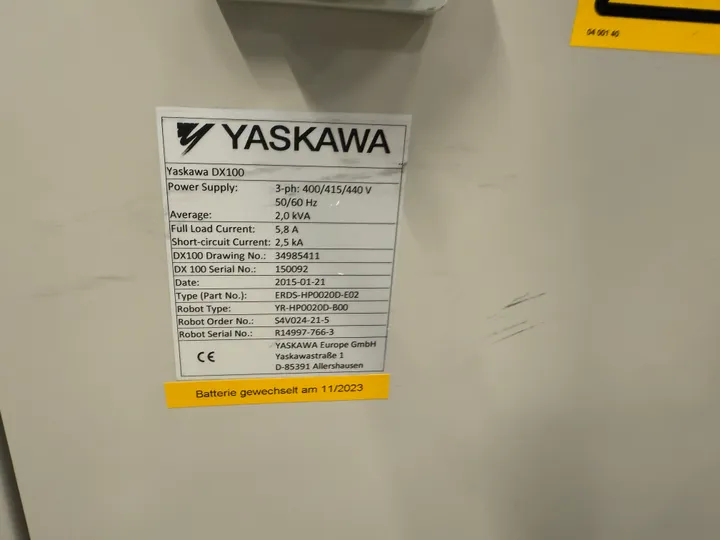 04 001 40
YASKAWA
Yaskawa DX100
Power Supply: 3-ph: 400/415/440 V
50/60 Hz
Average: 2,0 kVA
Full Load Current: 5,8 A
Short-circuit Current: 2,5 kA
DX100 Drawing No.: 34985411
DX 100 Serial No.: 150092
Date: 2015-01-21
Type (Part No.): ERDS-HP0020D-E02
Robot Type: YR-HP0020D-B00
Robot Order No.: S4V024-21-5
Robot Serial No.: R14997-766-3
CE YASKAWA Europe GmbH
Yaskawastraße 1
D-85391 Allershausen
Batterie gewechselt am 11/2023